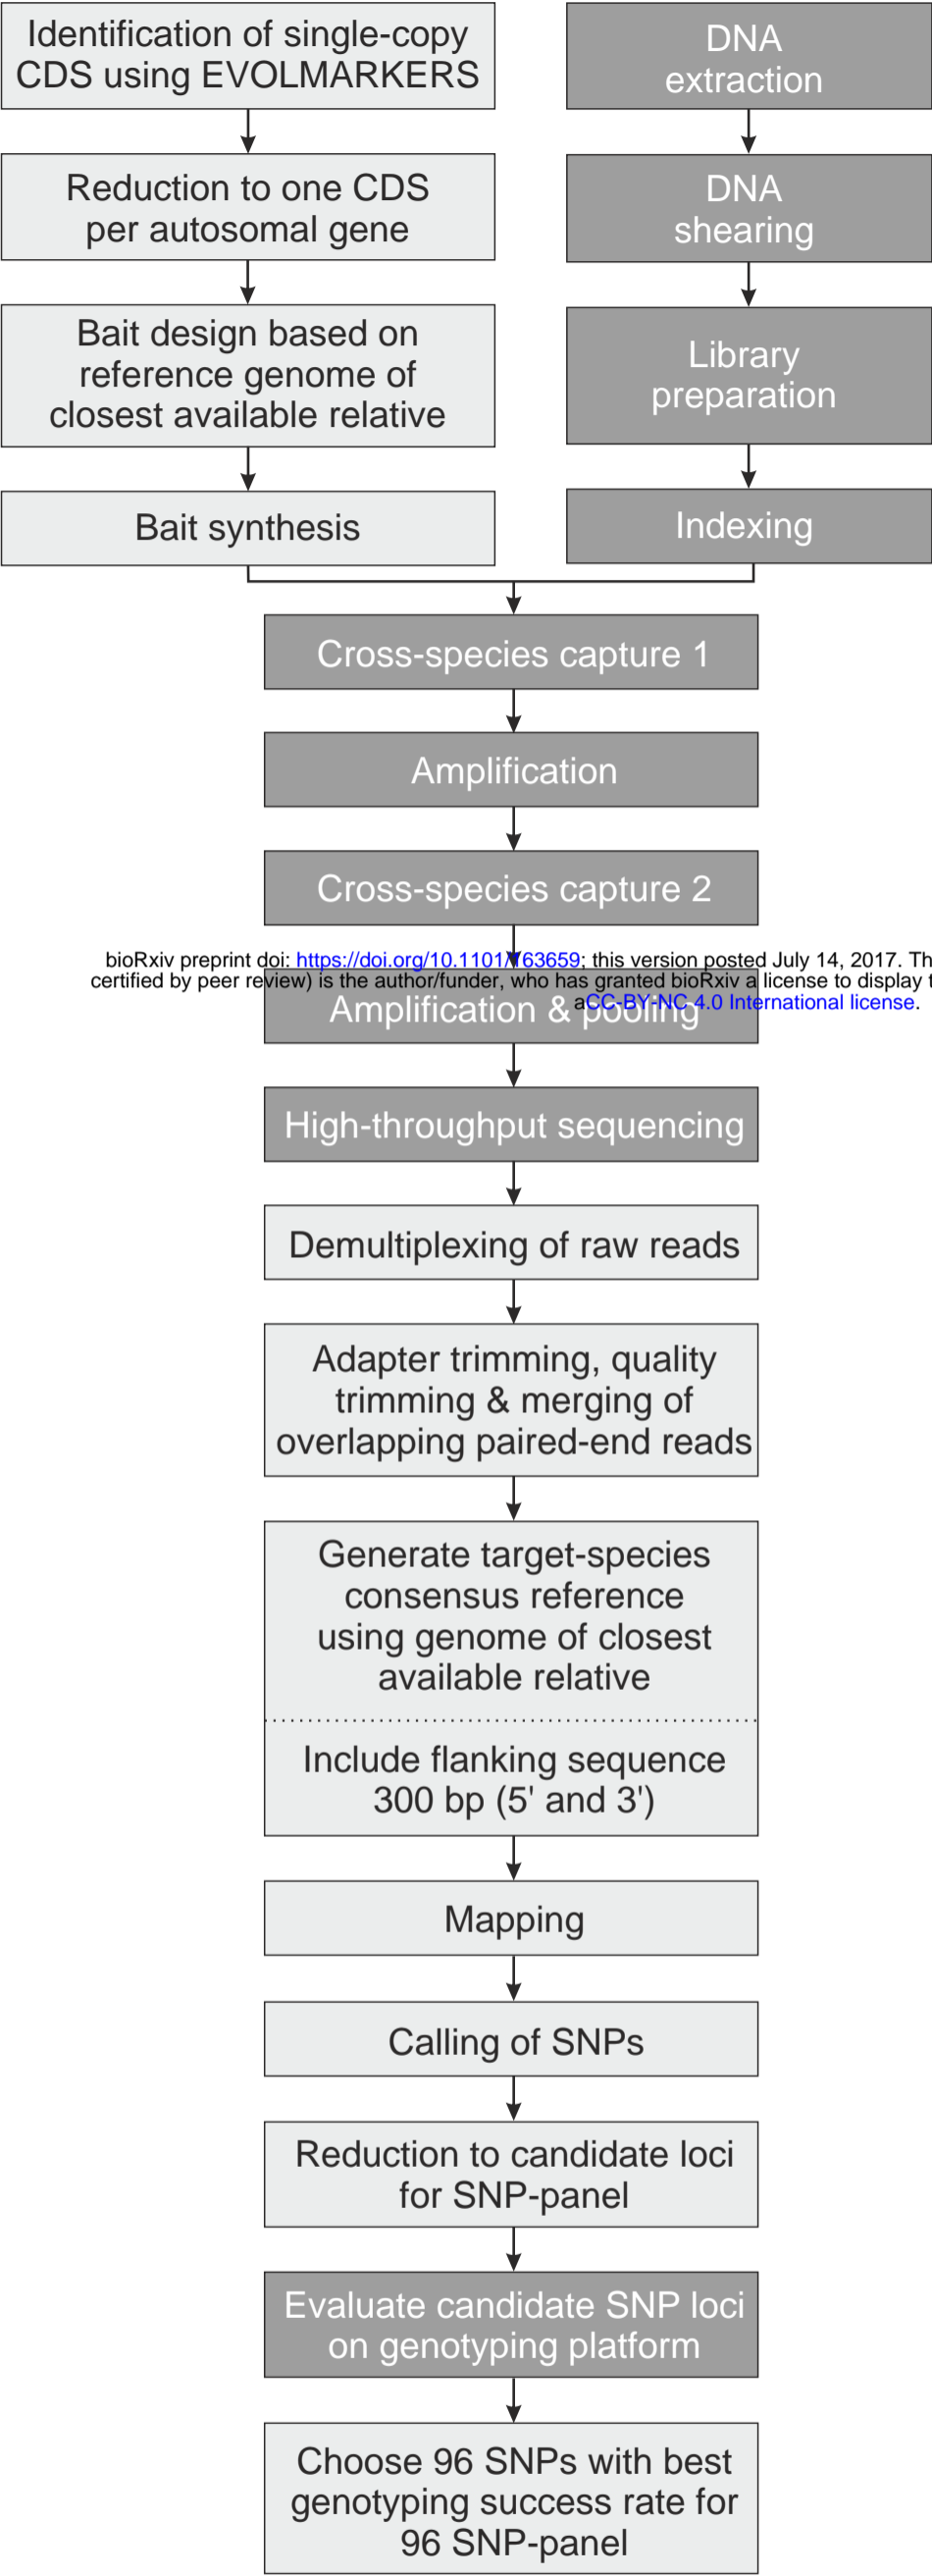 Identification of single-copy
CDS using EVOLMARKERS
Reduction to one CDS
per autosomal gene
Bait design based on
reference genome of
closest available relative
Bait synthesis
DNA
extraction
DNA
shearing
Library
preparation
Indexing
Cross-species capture 1
Amplification
Cross-species capture 2
bioRxiv preprint doi: https://doi.org/10.1101/163659; this version posted July 14, 2017. Th
certified by peer review) is the author/funder, who has granted bioRxiv a license to display t
aCC-BY-NC 4.0 International license.
Amplification & pooling
High-throughput sequencing
Demultiplexing of raw reads
Adapter trimming, quality
trimming & merging of
overlapping paired-end reads
Generate target-species
consensus reference
using genome of closest
available relative
Include flanking sequence
300 bp (5' and 3')
Mapping
Calling of SNPs
Reduction to candidate loci
for SNP-panel
Evaluate candidate SNP loci
on genotyping platform
Choose 96 SNPs with best
genotyping success rate for
96 SNP-panel